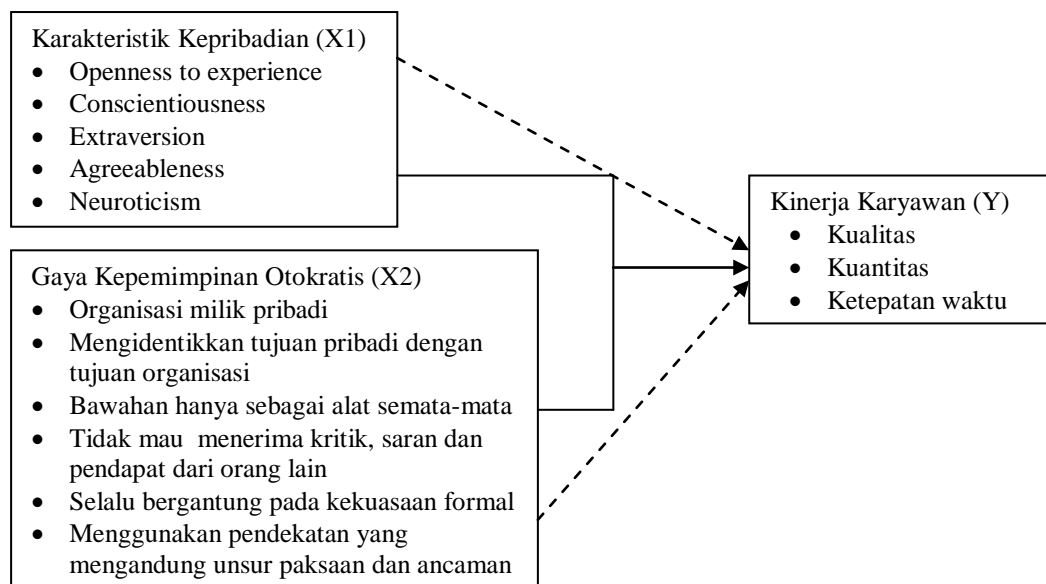 Karakteristik Kepribadian (X1)
• Openness to experience
• Conscientiousness
• Extraversion
• Agreeableness
• Neuroticism
Gaya Kepemimpinan Otokratis (X2)
• Organisasi milik pribadi
• Mengidentikkan tujuan pribadi dengan
tujuan organisasi
• Bawahan hanya sebagai alat semata-mata
• Tidak mau menerima kritik, saran dan
pendapat dari orang lain
• Selalu bergantung pada kekuasaan formal
• Menggunakan pendekatan yang
mengandung unsur paksaan dan ancaman
Kinerja Karyawan (Y)
• Kualitas
• Kuantitas
• Ketepatan waktu